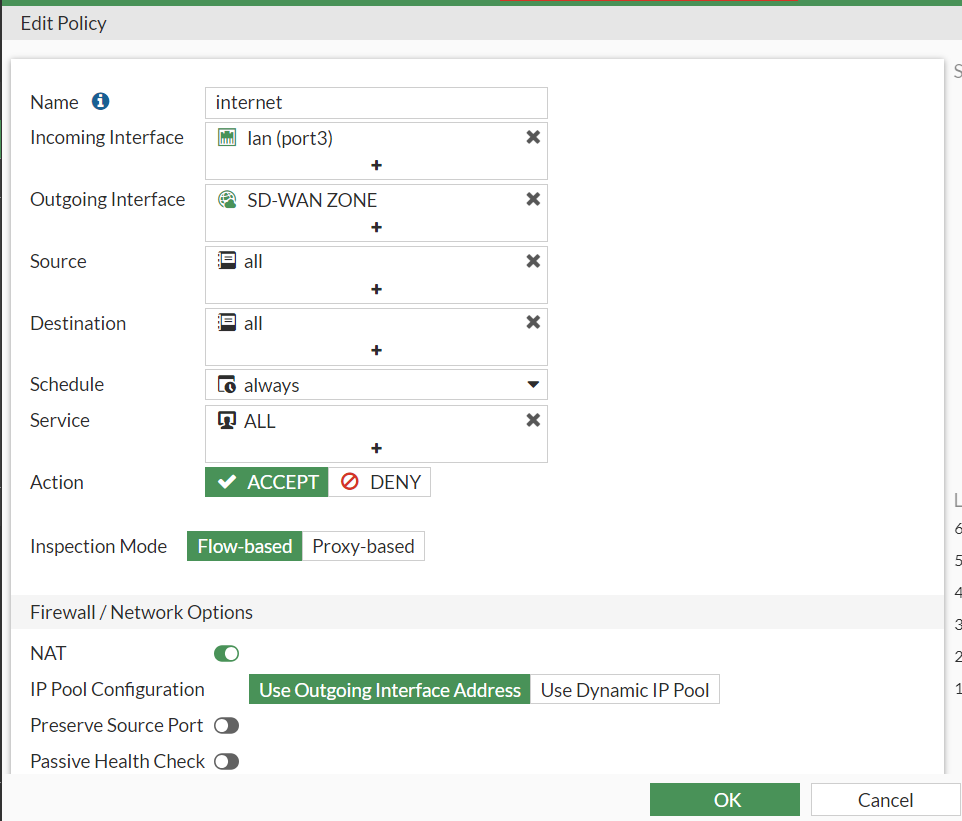 Edit Policy
S
Name
internet
Incoming Interface
lan (port3)
+
Outgoing Interface
SD-WAN ZONE
+
Source
all
+
Destination
all
+
Schedule
always
Service
ALL
+
Action
ACCEPT DENY
L
6
Inspection Mode
Flow-based Proxy-based
5
4
Firewall / Network Options
3
NAT
2
IP Pool Configuration
Use Outgoing Interface Address Use Dynamic IP Pool
1
Preserve Source Port
Passive Health Check
OK Cancel